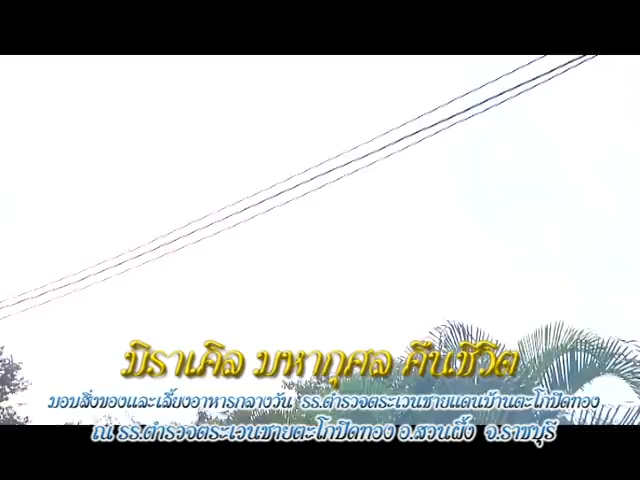 มิราเคิล มหากุศล คืนชีวิต
มอบสิ่งของและเลี้ยงอาหารกลางวัน รร.ตำรวจตระเวนชายแดนบ้านตะโกปิดทอง
ณ รร.ตำรวจตระเวนชายตะโกปิดทอง อ.สวนผึ้ง จ.ราชบุรี